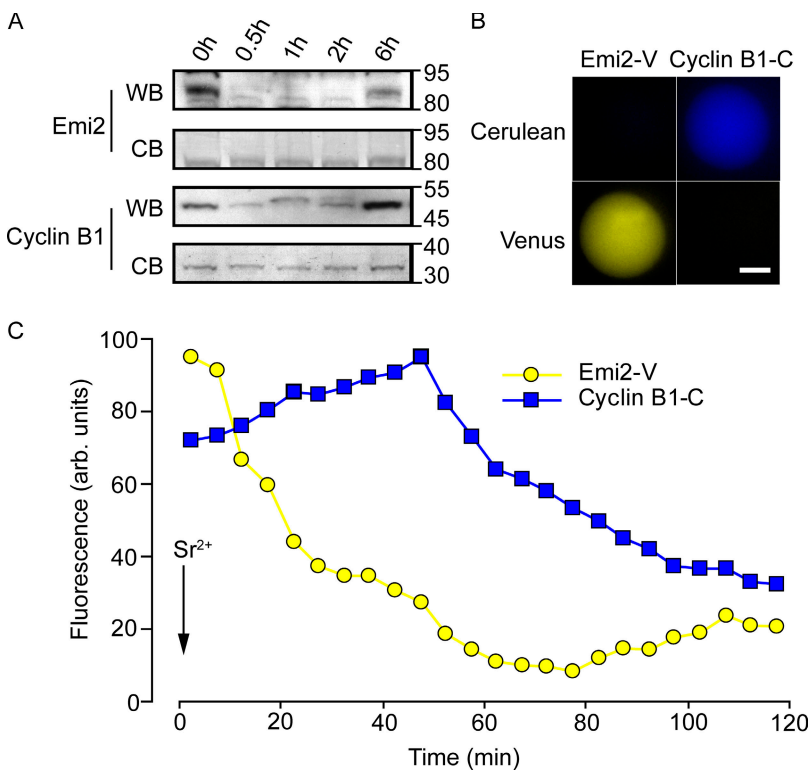 A
0h 0.5h 1h 2h 6h
WB
95
80
Emi2
CB
95
80
WB
55
45
Cyclin B1
CB
40
30
B
Emi2-V Cyclin B1-C
Cerulean
Venus
C
100
80
60
40
20
0
Fluorescence (arb. units)
Emi2-V
Cyclin B1-C
Sr²⁺
0 20 40 60 80 100 120
Time (min)